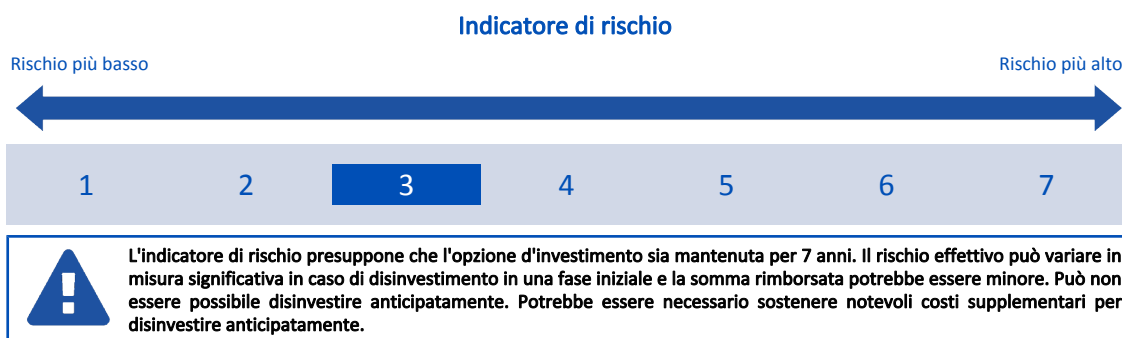 Indicatore di rischio
Rischio più basso
Rischio più alto
1 2 3 4 5 6 7
L'indicatore di rischio presuppone che l'opzione d'investimento sia mantenuta per 7 anni. Il rischio effettivo può variare in
misura significativa in caso di disinvestimento in una fase iniziale e la somma rimborsata potrebbe essere minore. Può non
essere possibile disinvestire anticipatamente. Potrebbe essere necessario sostenere notevoli costi supplementari per
disinvestire anticipatamente.